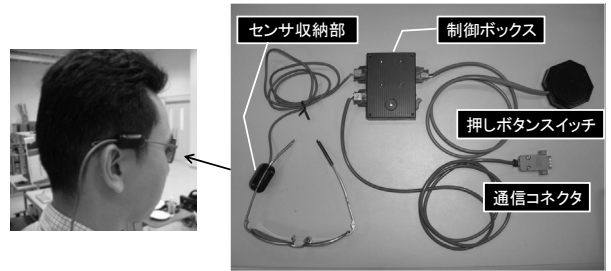 センサ収納部
制御ボックス
押しボタンスイッチ
通信コネクタ